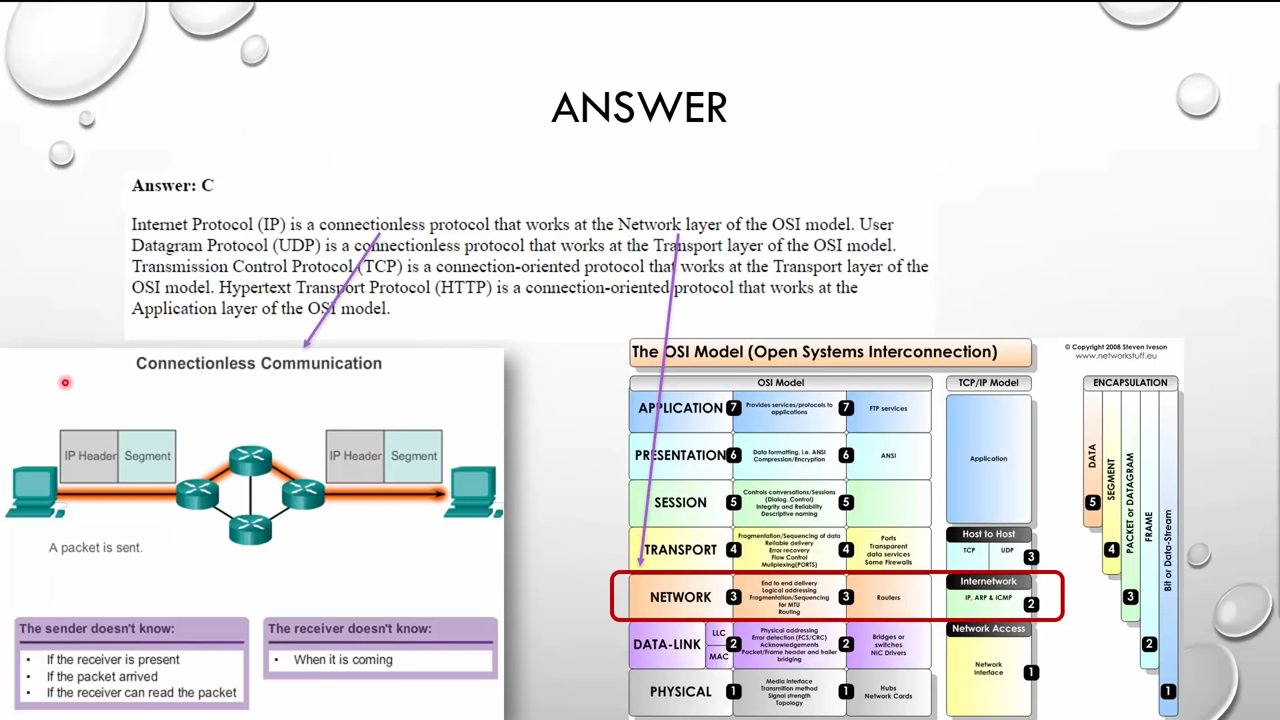 ANSWER
Answer: C
Internet Protocol (IP) is a connectionless protocol that works at the Network layer of the OSI model. User
Datagram Protocol (UDP) is a connectionless protocol that works at the Transport layer of the OSI model.
Transmission Control Protocol (TCP) is a connection-oriented protocol that works at the Transport layer of the
OSI model. Hypertext Transport Protocol (HTTP) is a connection-oriented protocol that works at the
Application layer of the OSI model.
Connectionless Communication
IP Header Segment
IP Header Segment
A packet is sent.
The sender doesn't know:
• If the receiver is present
• If the packet arrived
• If the receiver can read the packet
The receiver doesn't know:
• When it is coming
The OSI Model (Open Systems Interconnection)
© Copyright 2008 Steven Iveson
www.networkstuff.eu
OSI Model
TCP/IP Model
ENCAPSULATION
APPLICATION 7
Provides services/protocols to
applications
7 FTP services
PRESENTATION 6
Data formatting, i.e. ANSI
Compression/Encryption
6 ANSI
SESSION 5
Controls conversations/Sessions
(Dialog. Control)
Integrity and Reliability
Descriptive naming
5
TRANSPORT 4
Fragmentation/Sequencing of data
Reliable delivery
Error recovery
Flow Control
Muliplexing(PORTS)
4
Ports
Transparent
data services
Some Firewalls
NETWORK 3
End to end delivery
Logical addressing
Fragmentation/Sequencing
for MTU
Routing
3 Routers
DATA-LINK
LLC
MAC
2
Physical addressing
Error detection (FCS/CRC)
Acknowledgements
Packet/Frame header and trailer
bridging
2
Bridges or
switches
NIC Drivers
PHYSICAL 1
Media interface
Transmition method
Signal strength
Topology
1
Hubs
Network Cards
Application
Host to Host
TCP UDP 3
Internetwork
IP, ARP & ICMP 2
Network Access
Network
Interface
1
DATA 5
SEGMENT 4
PACKET or DATAGRAM 3
FRAME 2
Bit or Data-Stream 1